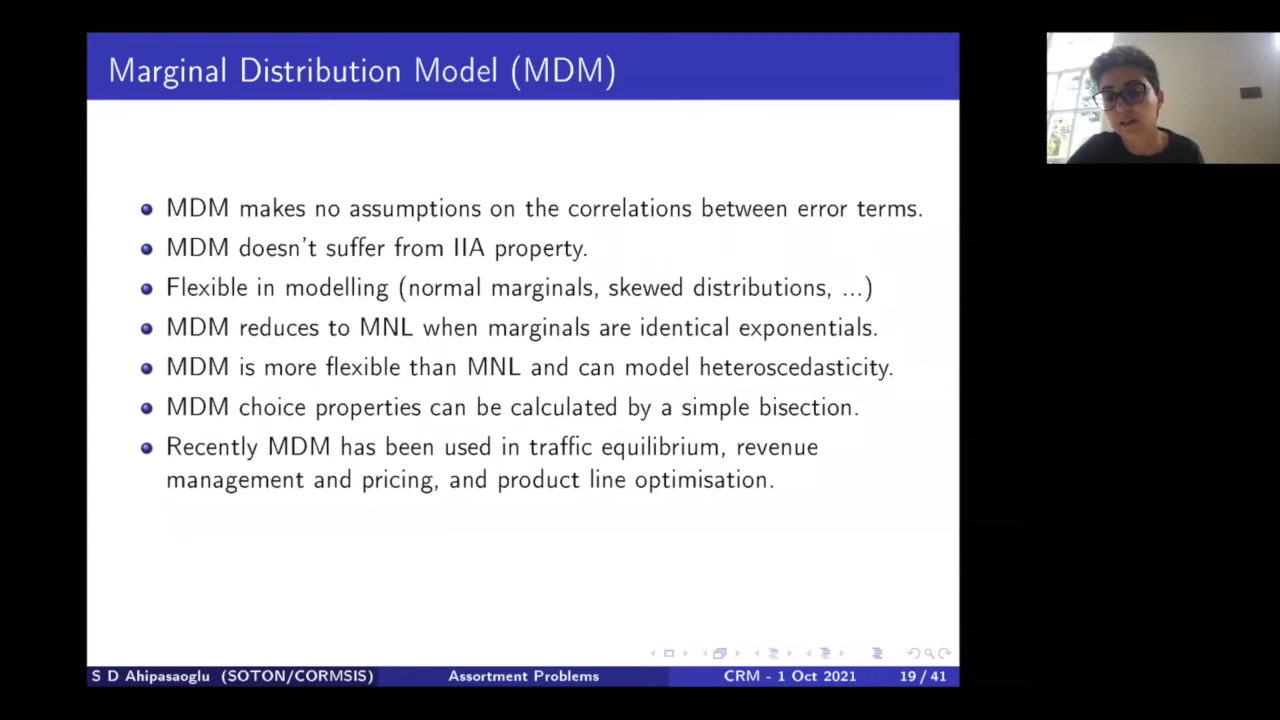 Marginal Distribution Model (MDM)
MDM makes no assumptions on the correlations between error terms.
MDM doesn't suffer from IIA property.
Flexible in modelling (normal marginals, skewed distributions, ...)
MDM reduces to MNL when marginals are identical exponentials.
MDM is more flexible than MNL and can model heteroscedasticity.
MDM choice properties can be calculated by a simple bisection.
Recently MDM has been used in traffic equilibrium, revenue
management and pricing, and product line optimisation.
S D Ahipasaoglu (SOTON/CORMSIS) Assortment Problems CRM - 1 Oct 2021 19 / 41